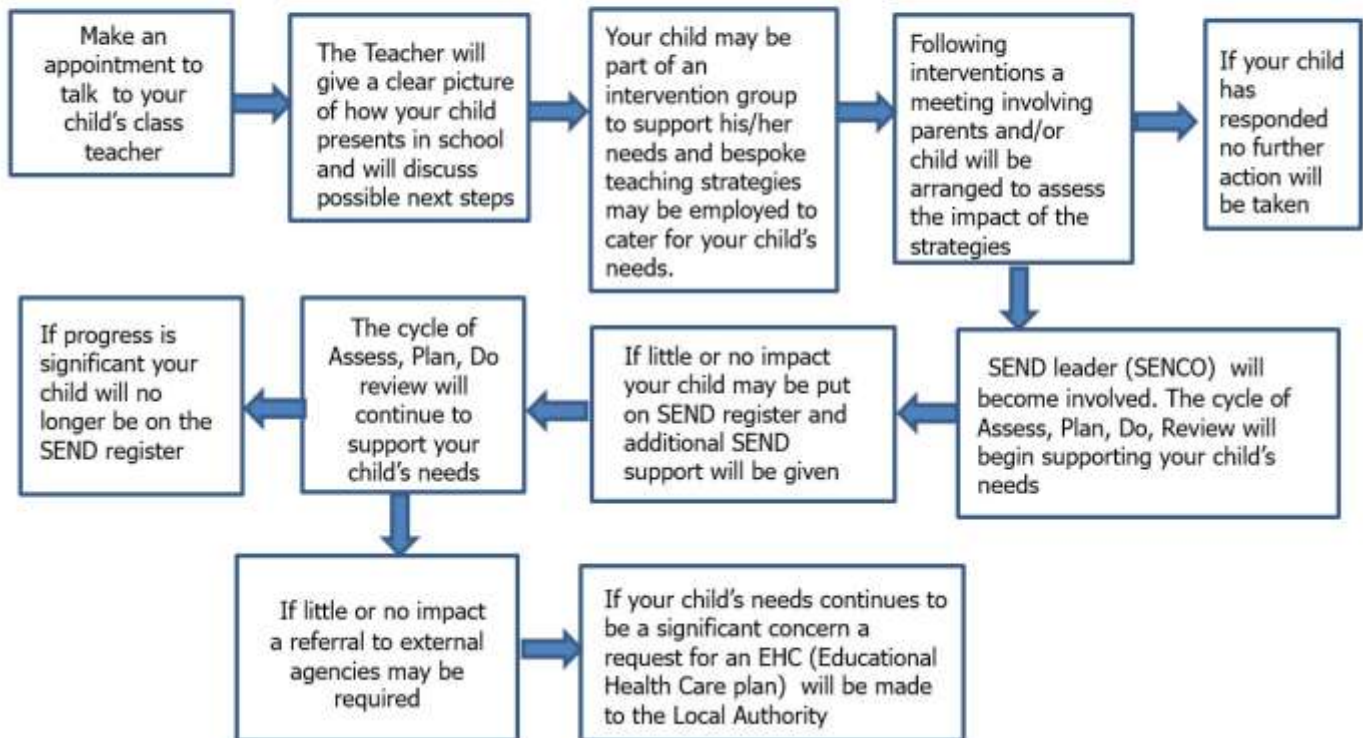 Make an
appointment to
talk to your
child's class
teacher
The Teacher will
give a clear picture
of how your child
presents in school
and will discuss
possible next steps
Your child may be
part of an
intervention group
to support his/her
needs and bespoke
teaching strategies
may be employed to
cater for your child's
needs.
Following
interventions a
meeting involving
parents and/or
child will be
arranged to assess
the impact of the
strategies
If your child
has
responded
no further
action will
be taken
SEND leader (SENCO) will
become involved. The cycle of
Assess, Plan, Do, Review will
begin supporting your child's
needs
If little or no impact
your child may be put
on SEND register and
additional SEND
support will be given
The cycle of
Assess, Plan, Do
review will
continue to
support your
child's needs
If progress is
significant your
child will no
longer be on the
SEND register
If little or no impact
a referral to external
agencies may be
required
If your child's needs continues to
be a significant concern a
request for an EHC (Educational
Health Care plan) will be made
to the Local Authority